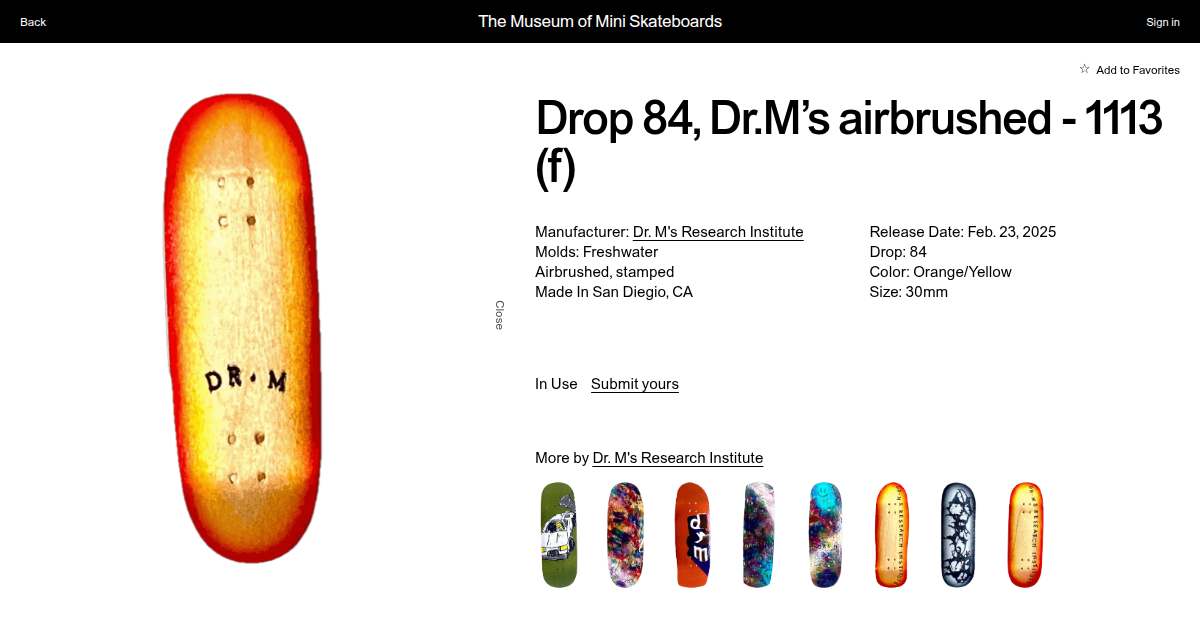 Back
The Museum of Mini Skateboards
Sign in
☆ Add to Favorites
Drop 84, Dr.M’s airbrushed - 1113
(f)
Manufacturer: Dr. M's Research Institute
Molds: Freshwater
Airbrushed, stamped
Made In San Diegio, CA
Release Date: Feb. 23, 2025
Drop: 84
Color: Orange/Yellow
Size: 30mm
DR·M
Close
In Use Submit yours
More by Dr. M's Research Institute